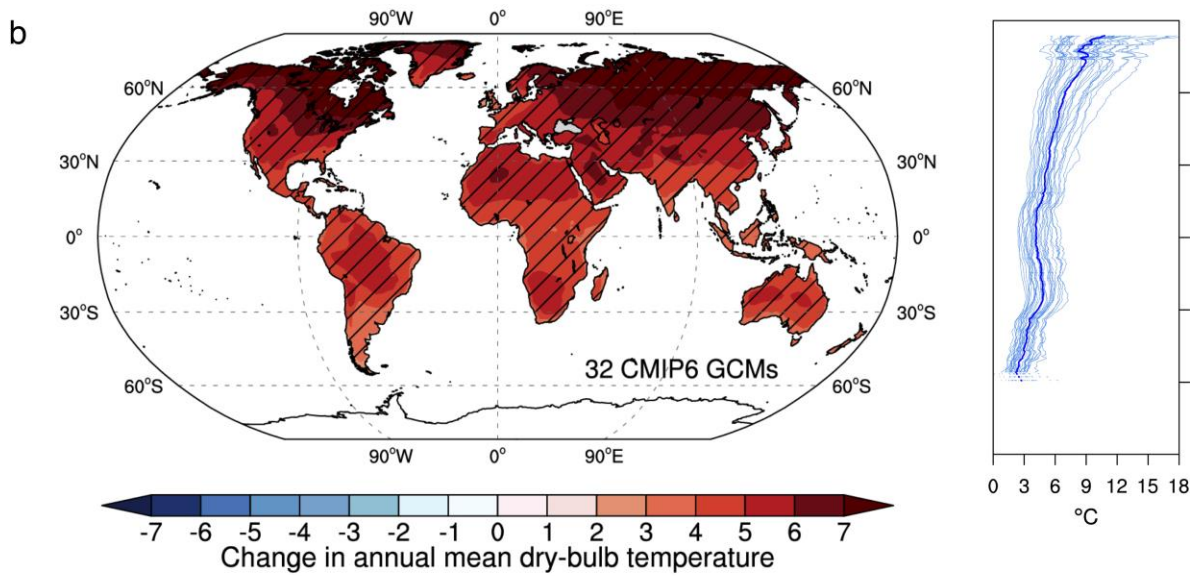 b
90°W 0° 90°E
60°N 60°N
30°N 30°N
0° 0°
30°S 30°S
32 CMIP6 GCMs
60°S 60°S
90°W 0° 90°E
-7 -6 -5 -4 -3 -2 -1 0 1 2 3 4 5 6 7
Change in annual mean dry-bulb temperature
0 3 6 9 12 15 18
°C